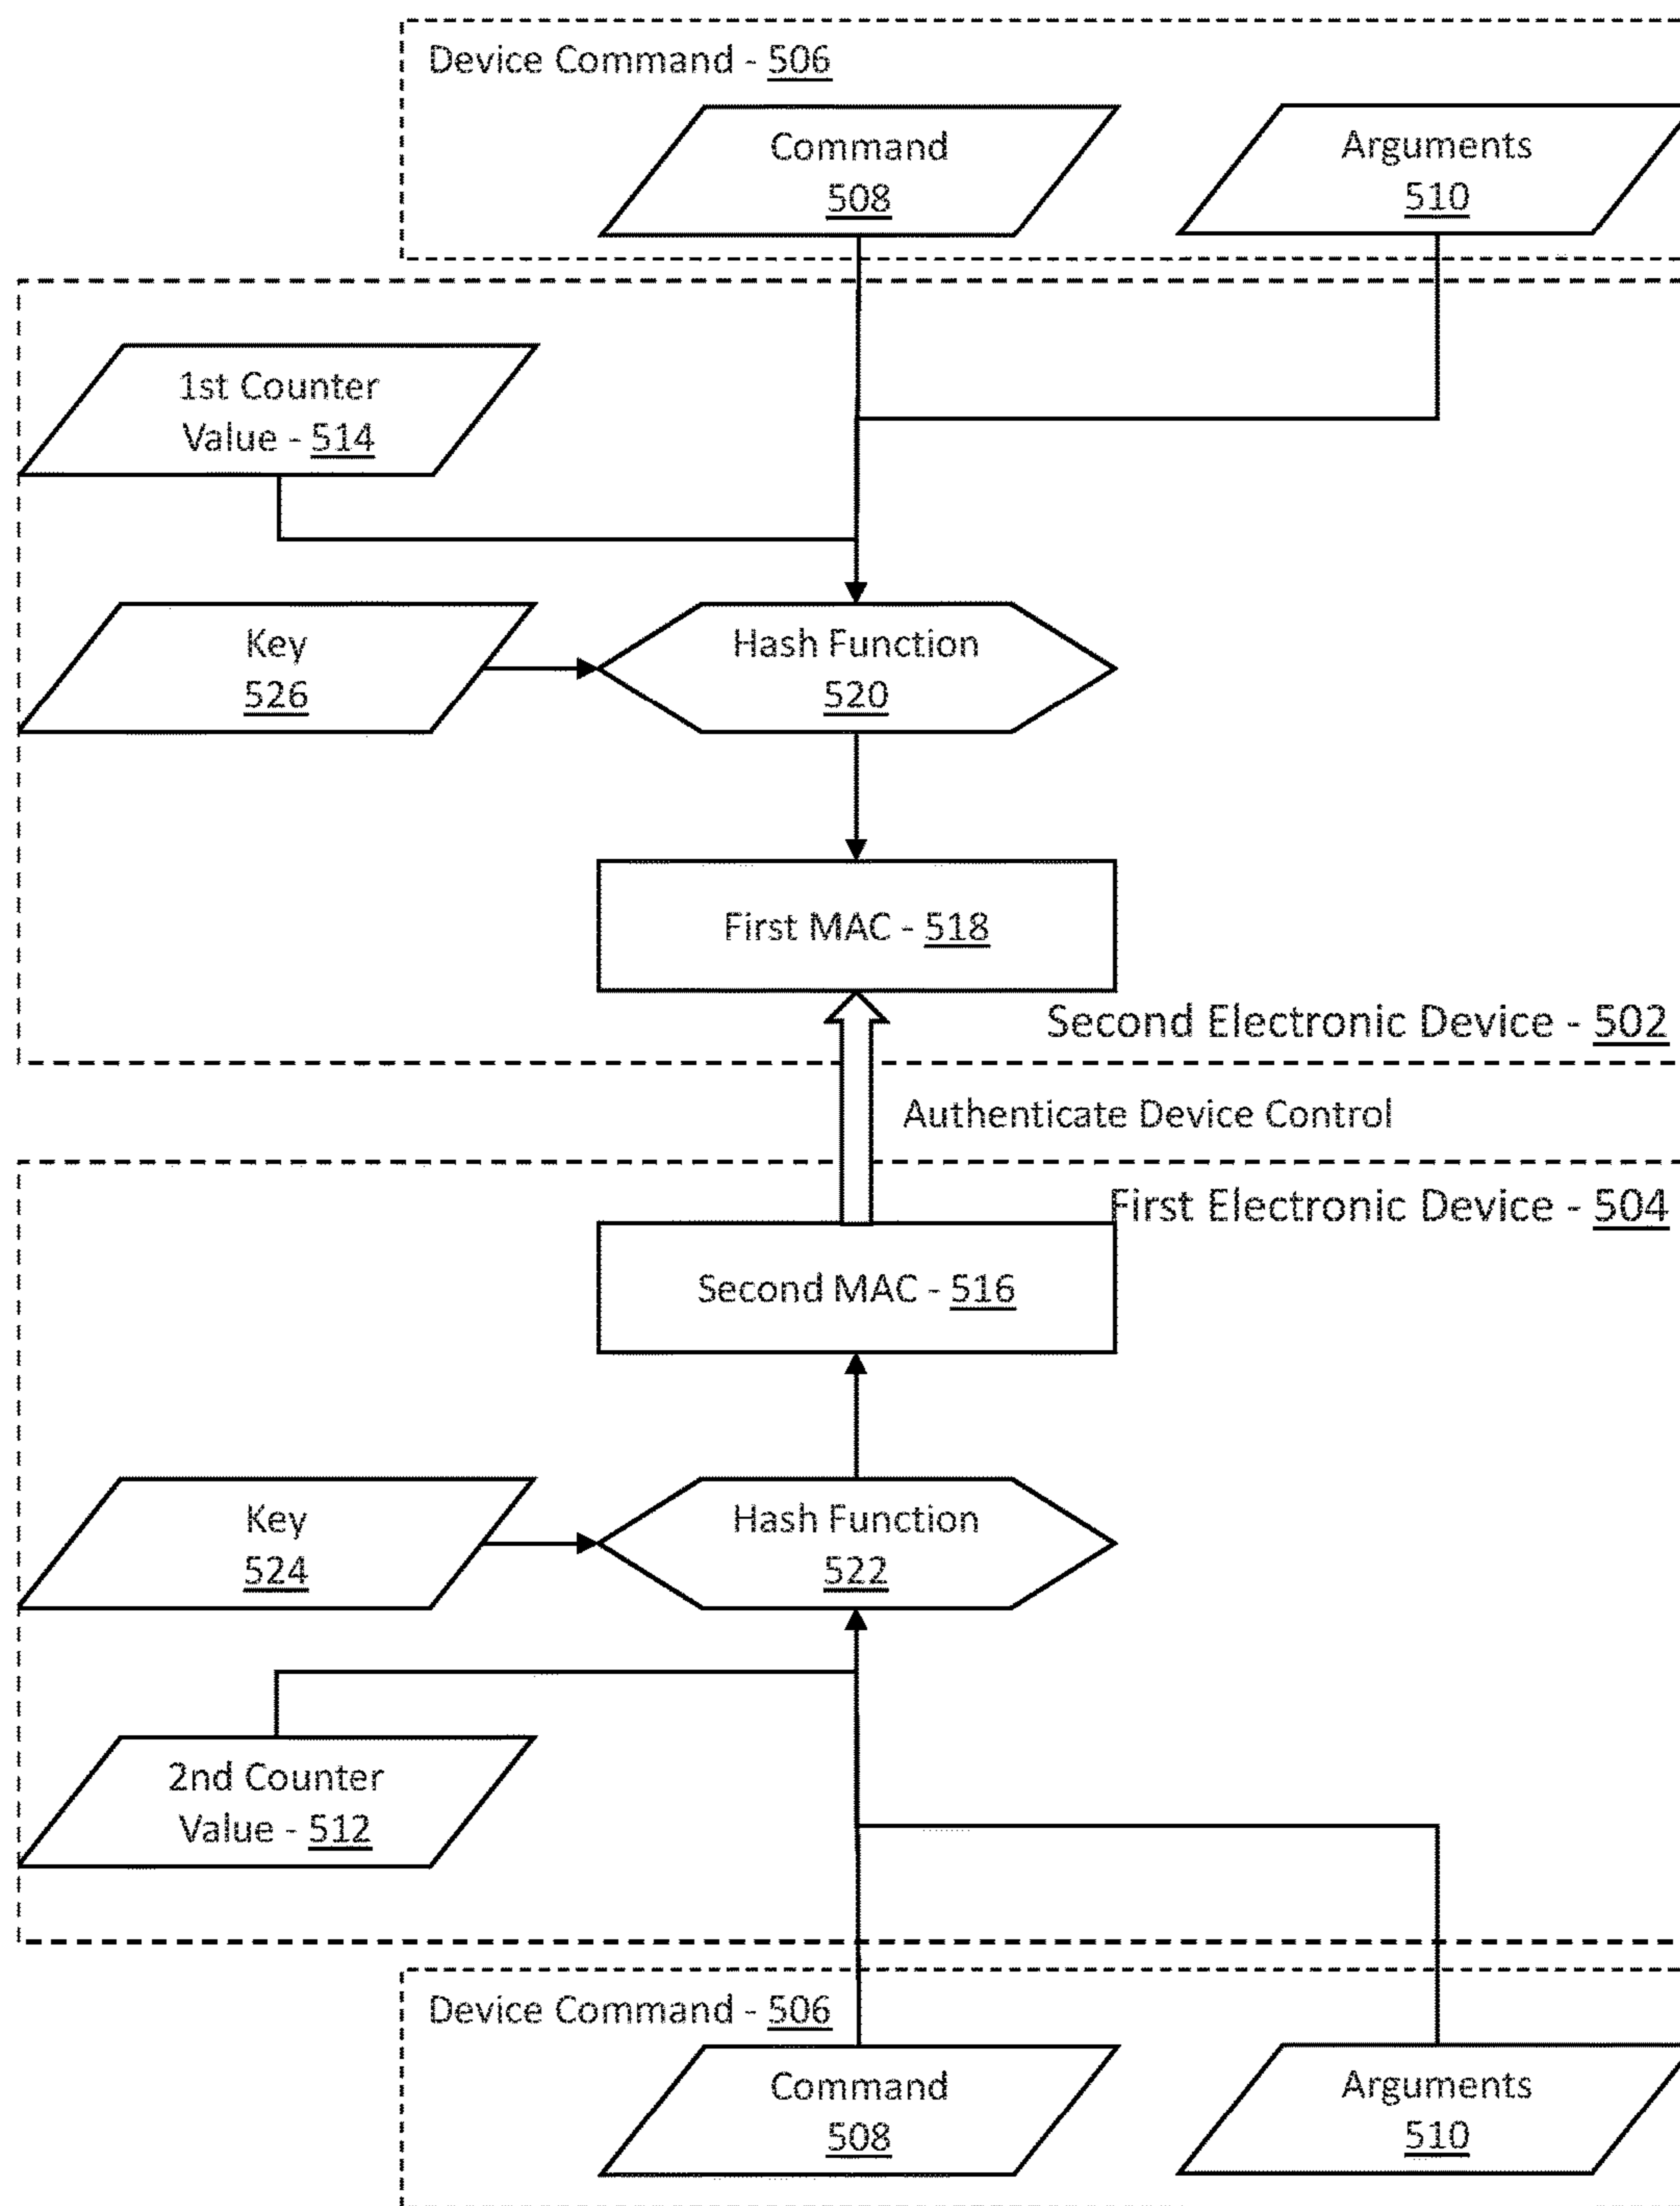 Device Command - 506
Command
508
Arguments
510
1st Counter
Value - 514
Key
526
Hash Function
520
First MAC - 518
Second Electronic Device - 502
Authenticate Device Control
First Electronic Device - 504
Second MAC - 516
Key
524
Hash Function
522
2nd Counter
Value - 512
Device Command - 506
Command
508
Arguments
510